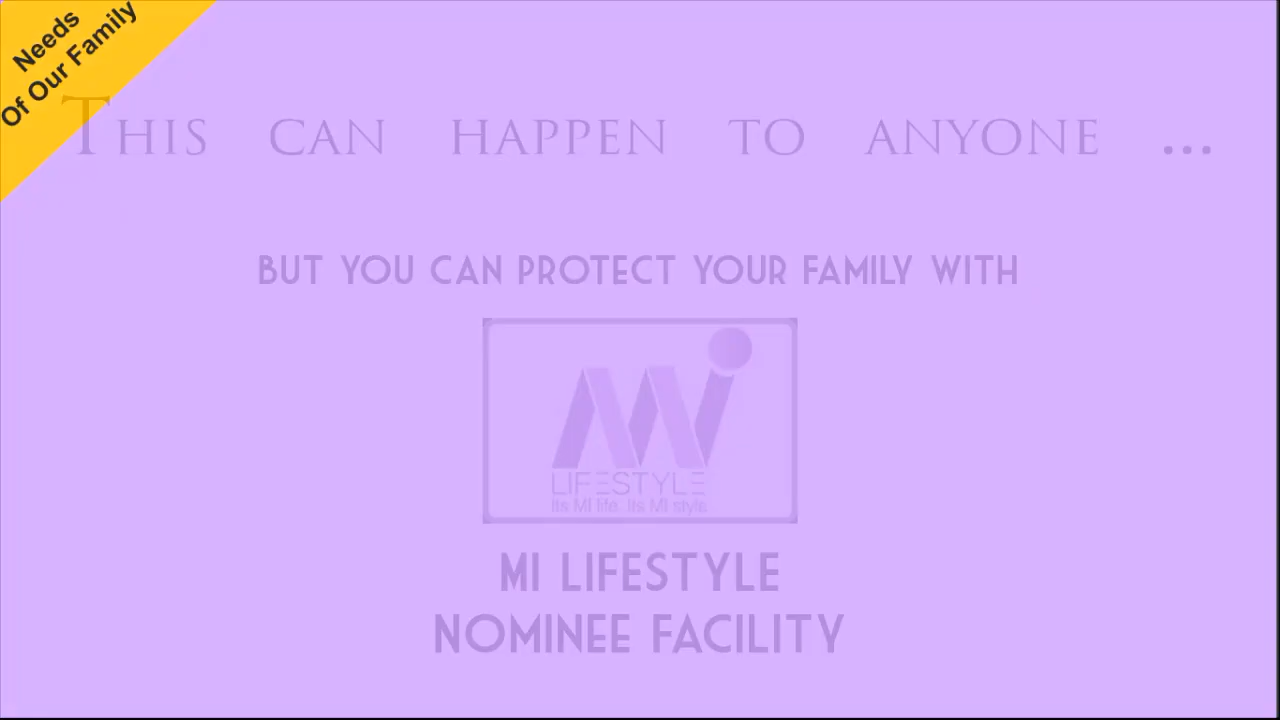 Needs
Of Our Family
THIS CAN HAPPEN TO ANYONE ...
BUT YOU CAN PROTECT YOUR FAMILY WITH
Mi
LIFESTYLE
Its MI life. Its MI style
MI LIFESTYLE
NOMINEE FACILITY